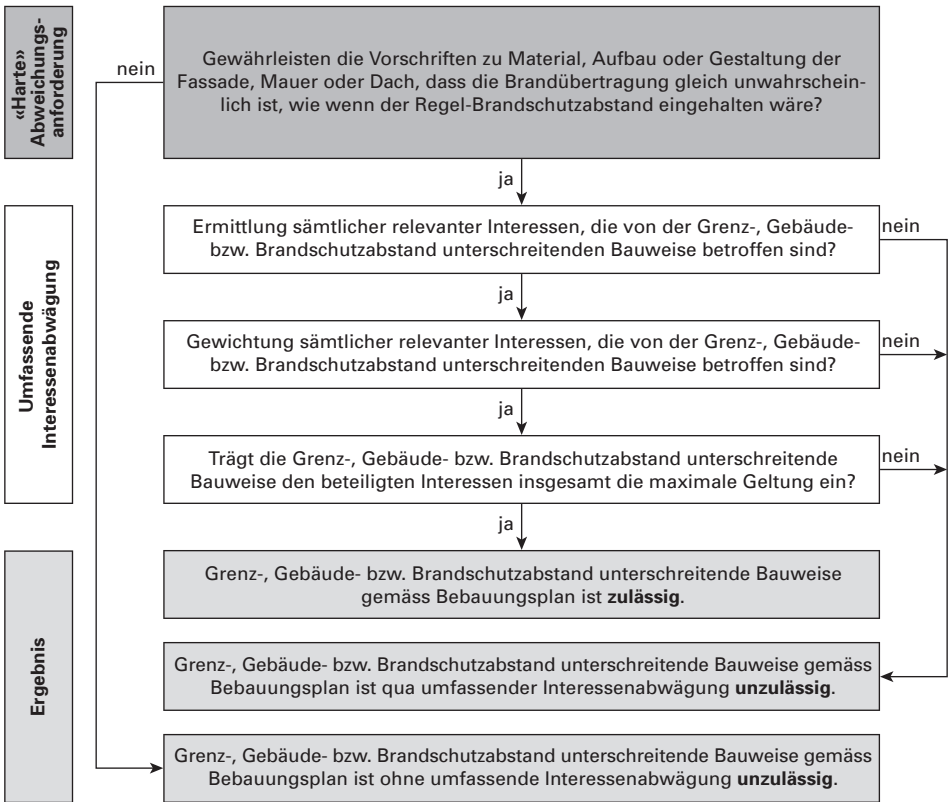 «Harte»
Abweichungs-
anforderung
nein
Gewährleisten die Vorschriften zu Material, Aufbau oder Gestaltung der
Fassade, Mauer oder Dach, dass die Brandübertragung gleich unwahrschein-
lich ist, wie wenn der Regel-Brandschutzabstand eingehalten wäre?
ja
Umfassende
Interessenabwägung
Ermittlung sämtlicher relevanter Interessen, die von der Grenz-, Gebäude-
bzw. Brandschutzabstand unterschreitenden Bauweise betroffen sind?
nein
ja
Gewichtung sämtlicher relevanter Interessen, die von der Grenz-, Gebäude-
bzw. Brandschutzabstand unterschreitenden Bauweise betroffen sind?
nein
ja
Trägt die Grenz-, Gebäude- bzw. Brandschutzabstand unterschreitende
Bauweise den beteiligten Interessen insgesamt die maximale Geltung ein?
nein
ja
Ergebnis
Grenz-, Gebäude- bzw. Brandschutzabstand unterschreitende Bauweise
gemäss Bebauungsplan ist zulässig.
Grenz-, Gebäude- bzw. Brandschutzabstand unterschreitende Bauweise gemäss
Bebauungsplan ist qua umfassender Interessenabwägung unzulässig.
Grenz-, Gebäude- bzw. Brandschutzabstand unterschreitende Bauweise gemäss
Bebauungsplan ist ohne umfassende Interessenabwägung unzulässig.